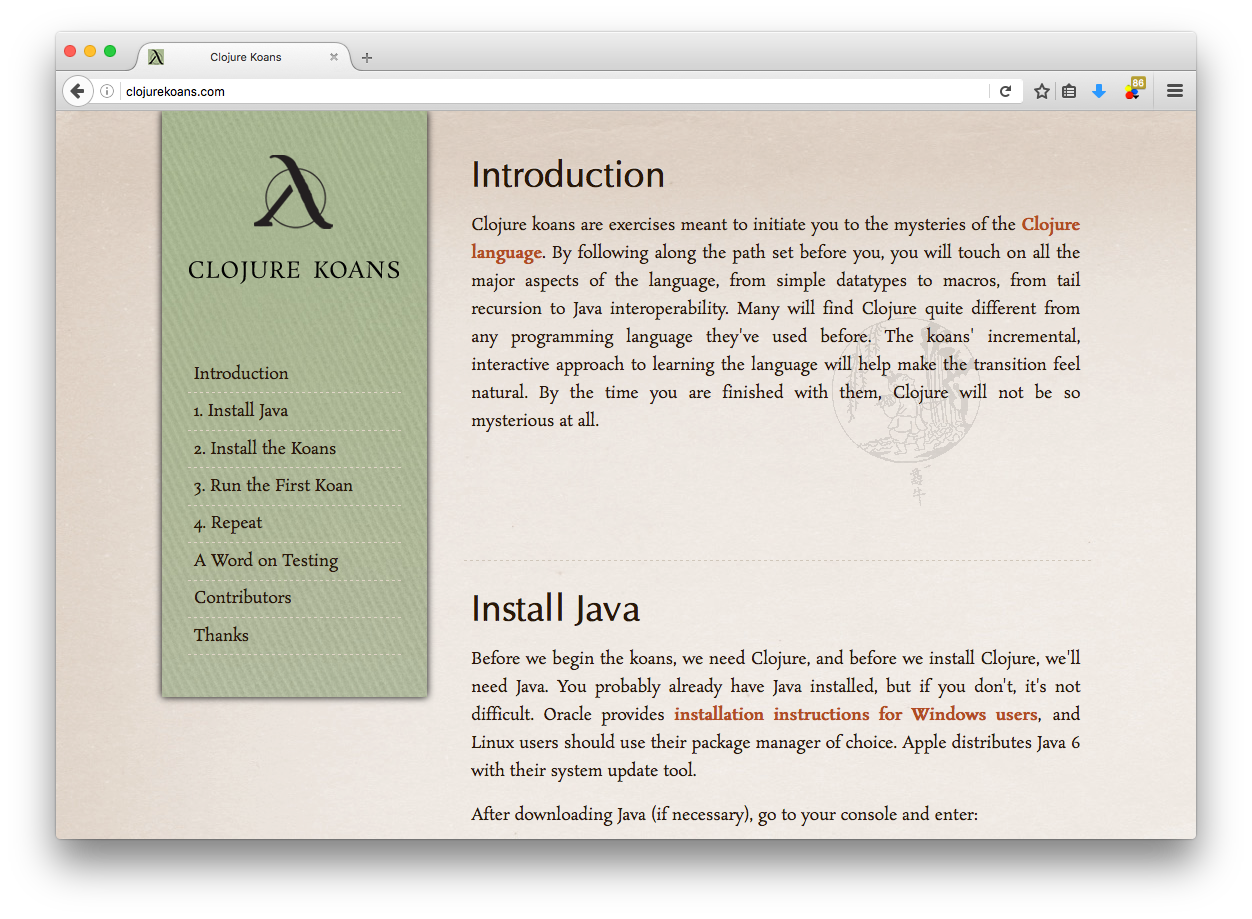 Clojure Koans
clojurekoans.com
86
CLOJURE KOANS
Introduction
1. Install Java
2. Install the Koans
3. Run the First Koan
4. Repeat
A Word on Testing
Contributors
Thanks
Introduction
Clojure koans are exercises meant to initiate you to the mysteries of the Clojure
language. By following along the path set before you, you will touch on all the
major aspects of the language, from simple datatypes to macros, from tail
recursion to Java interoperability. Many will find Clojure quite different from
any programming language they've used before. The koans' incremental,
interactive approach to learning the language will help make the transition feel
natural. By the time you are finished with them, Clojure will not be so
mysterious at all.
Install Java
Before we begin the koans, we need Clojure, and before we install Clojure, we'll
need Java. You probably already have Java installed, but if you don't, it's not
difficult. Oracle provides installation instructions for Windows users, and
Linux users should use their package manager of choice. Apple distributes Java 6
with their system update tool.
After downloading Java (if necessary), go to your console and enter: